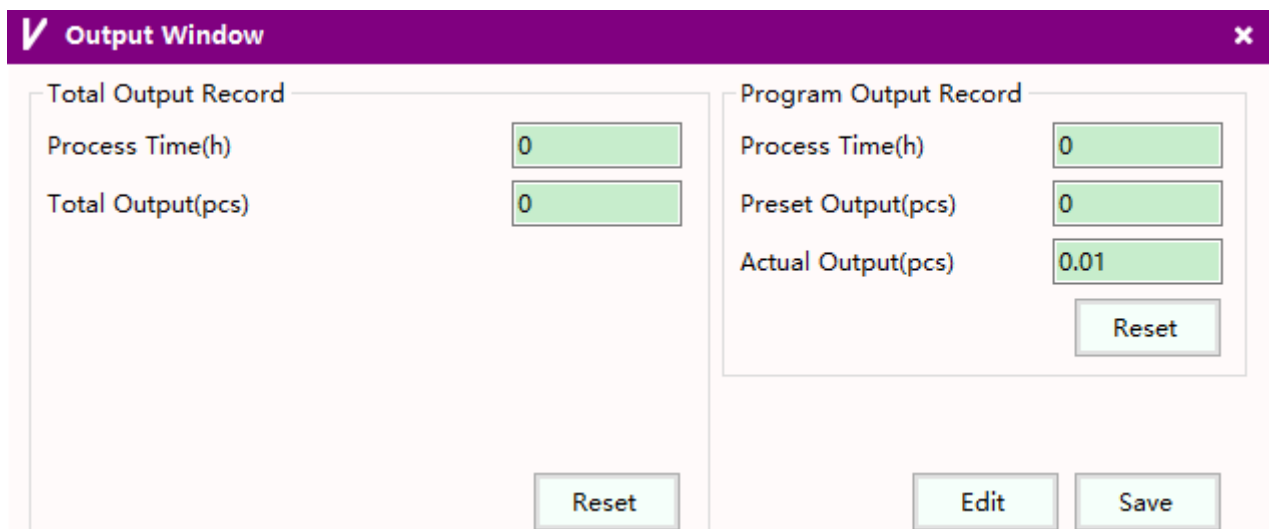 Output Window
Total Output Record
Process Time(h) 0
Total Output(pcs) 0
Reset
Program Output Record
Process Time(h) 0
Preset Output(pcs) 0
Actual Output(pcs) 0.01
Reset
Edit Save